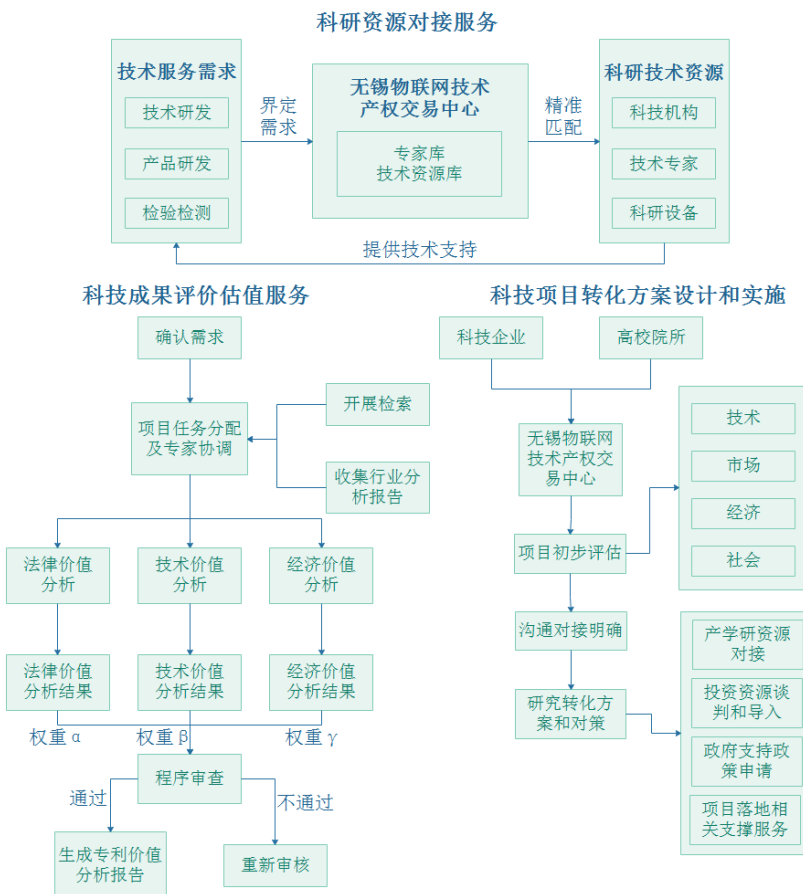 科研资源对接服务
技术服务需求
技术研发
产品研发
检验检测
界定
需求
无锡物联网技术
产权交易中心
专家库
技术资源库
精准
匹配
科研技术资源
科技机构
技术专家
科研设备
提供技术支持
科技成果评价估值服务
确认需求
项目任务分配
及专家协调
开展检索
收集行业分
析报告
法律价值
分析
技术价值
分析
经济价值
分析
法律价值
分析结果
技术价值
分析结果
经济价值
分析结果
权重α
权重β
权重γ
程序审查
通过
不通过
生成专利价值
分析报告
重新审核
科技项目转化方案设计和实施
科技企业
高校院所
无锡物联网
技术产权交
易中心
项目初步评估
技术
市场
经济
社会
沟通对接明确
研究转化方
案和对策
产学研资源
对接
投资资源谈
判和导入
政府支持政
策申请
项目落地相
关支撑服务